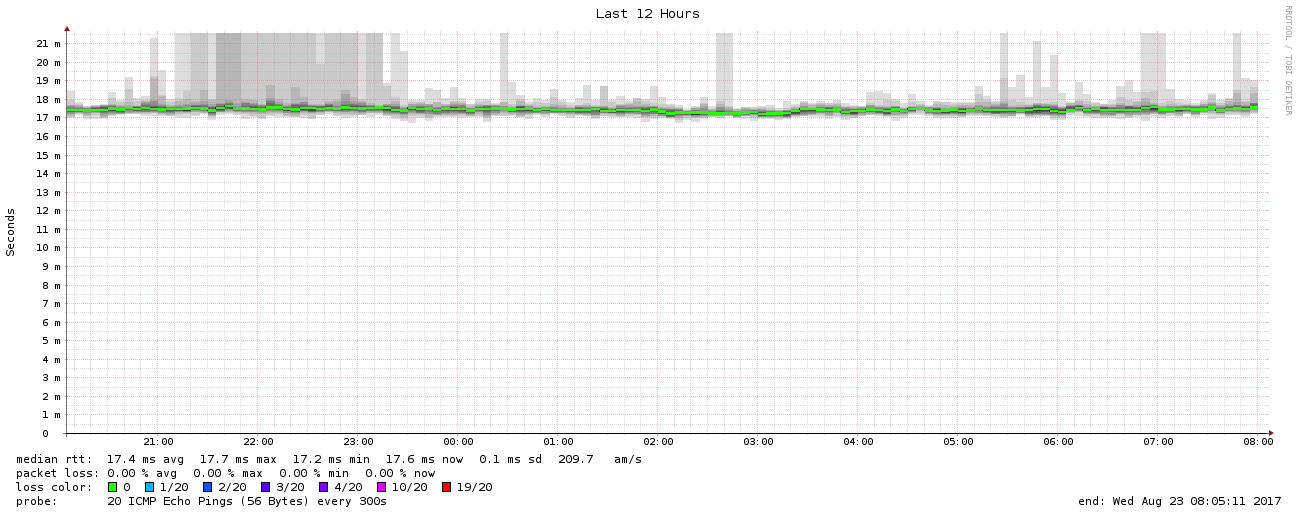 Last 12 Hours
RRDTOOL / TOBI OETIKER
Seconds
21 m
20 m
19 m
18 m
17 m
16 m
15 m
14 m
13 m
12 m
11 m
10 m
9 m
8 m
7 m
6 m
5 m
4 m
3 m
2 m
1 m
0
21:00 22:00 23:00 00:00 01:00 02:00 03:00 04:00 05:00 06:00 07:00 08:00
median rtt: 17.4 ms avg 17.7 ms max 17.2 ms min 17.6 ms now 0.1 ms sd 209.7 am/s
packet loss: 0.00 % avg 0.00 % max 0.00 % min 0.00 % now
loss color: 0 1/20 2/20 3/20 4/20 10/20 19/20
probe: 20 ICMP Echo Pings (56 Bytes) every 300s end: Wed Aug 23 08:05:11 2017